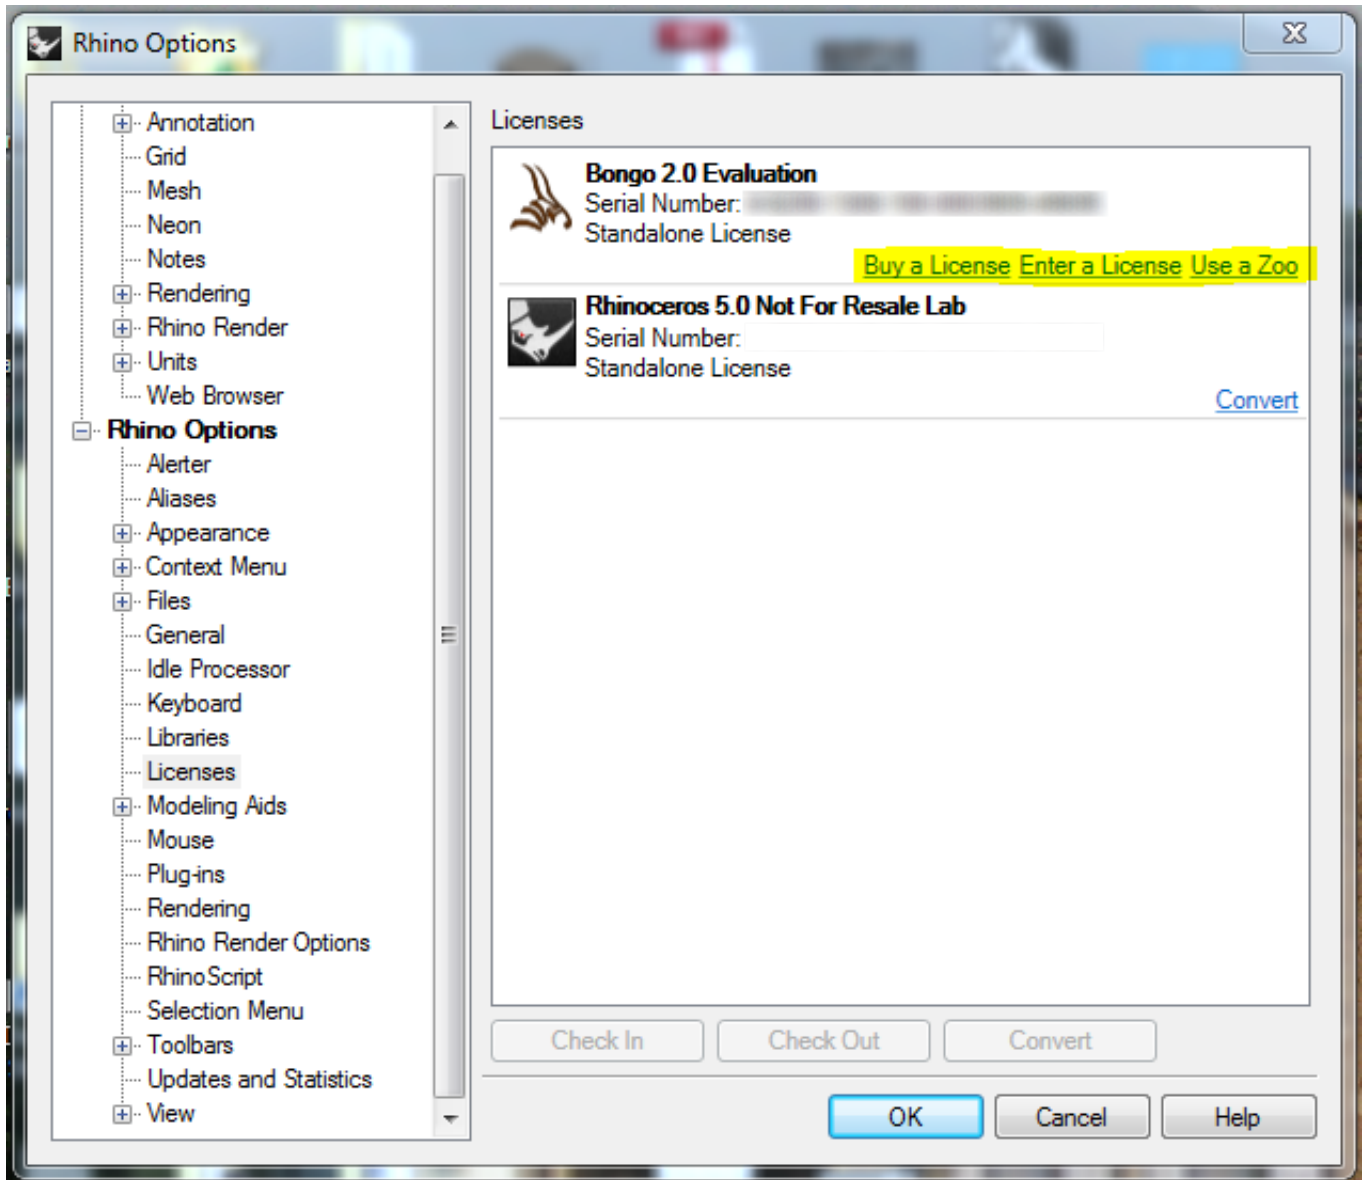 Rhino Options
Annotation
Grid
Mesh
Neon
Notes
Rendering
Rhino Render
Units
Web Browser
Rhino Options
Alerter
Aliases
Appearance
Context Menu
Files
General
Idle Processor
Keyboard
Libraries
Licenses
Modeling Aids
Mouse
Plug-ins
Rendering
Rhino Render Options
RhinoScript
Selection Menu
Toolbars
Updates and Statistics
View
Licenses
Bongo 2.0 Evaluation
Serial Number:
Standalone License
Buy a License Enter a License Use a Zoo
Rhinoceros 5.0 Not For Resale Lab
Serial Number:
Standalone License
Convert
Check In Check Out Convert
OK Cancel Help